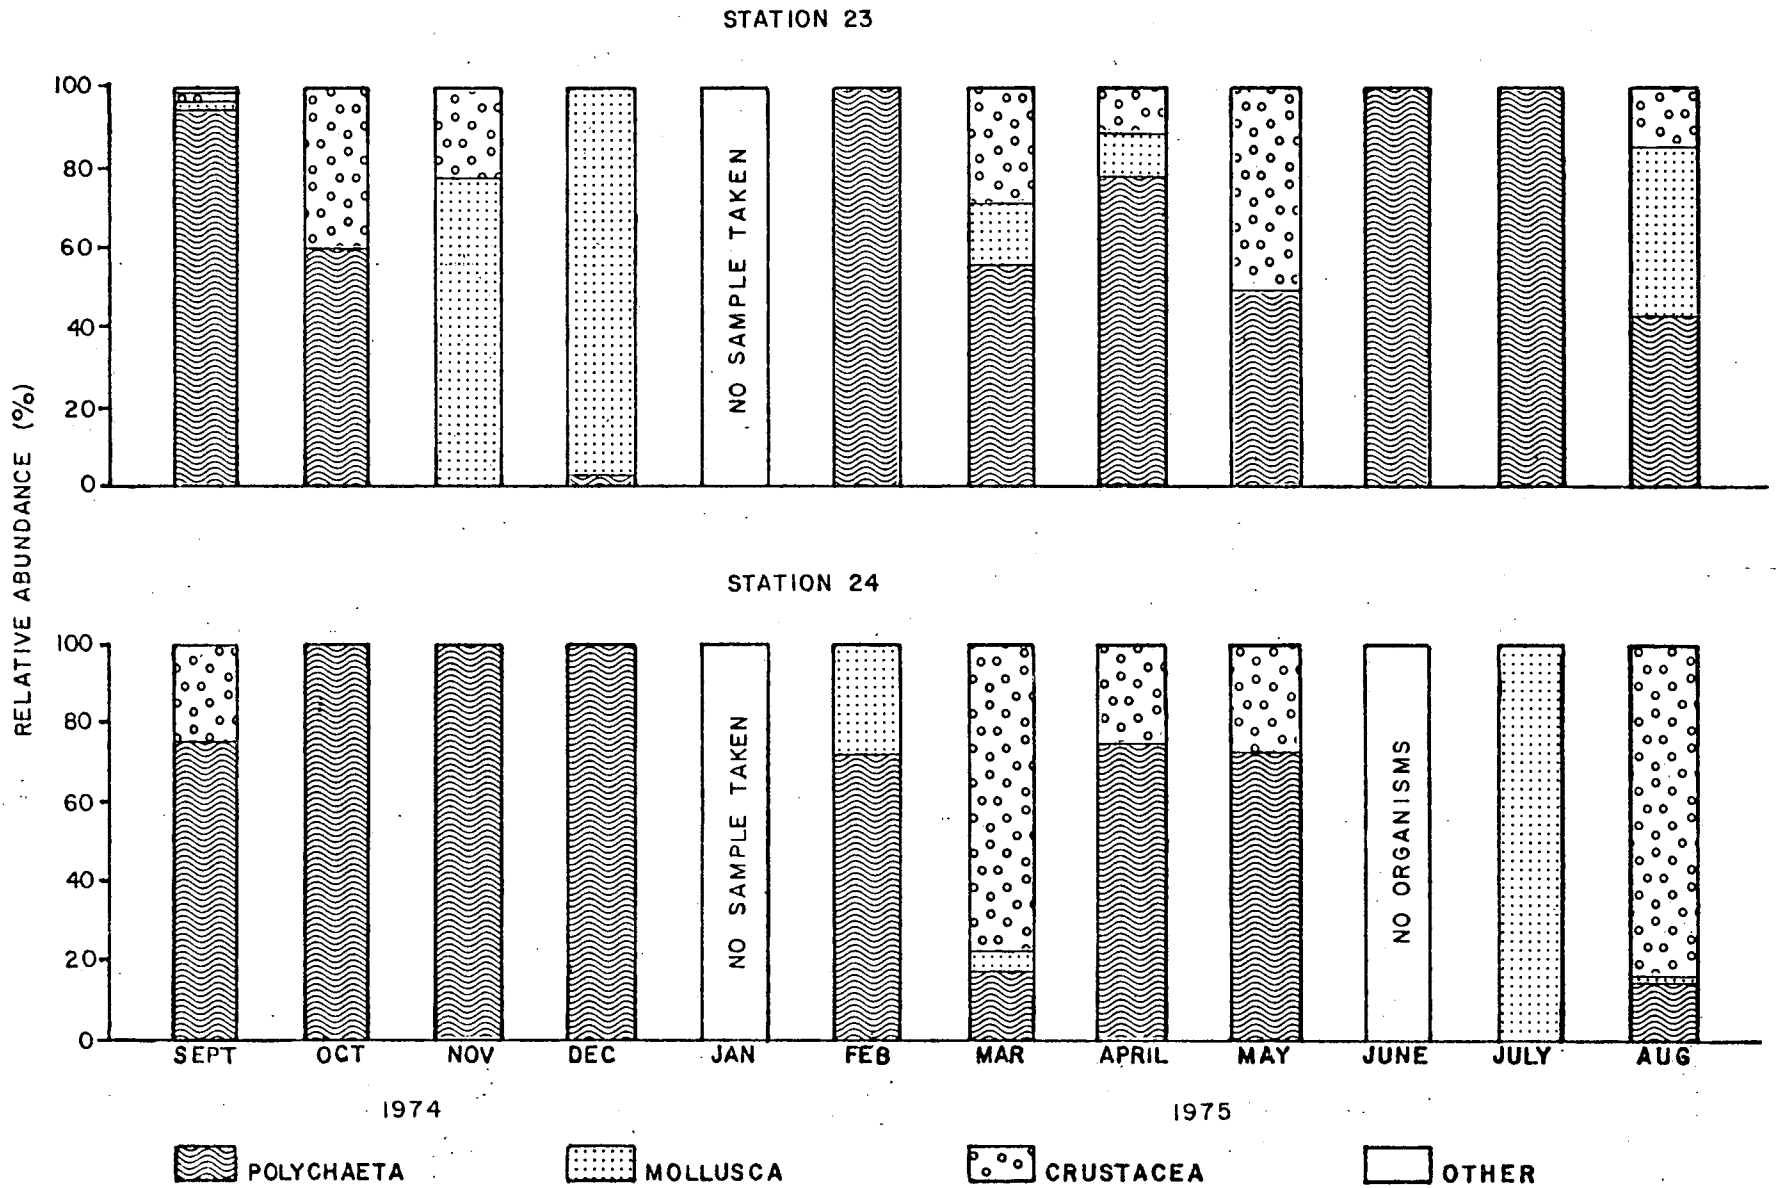 STATION 23
100
80
60
40
20
0
NO SAMPLE TAKEN
RELATIVE ABUNDANCE (%)
STATION 24
100
80
60
40
20
0
NO SAMPLE TAKEN
NO ORGANISMS
SEPT OCT NOV DEC JAN FEB MAR APRIL MAY JUNE JULY AUG
1974 1975
POLYCHAETA MOLLUSCA CRUSTACEA OTHER